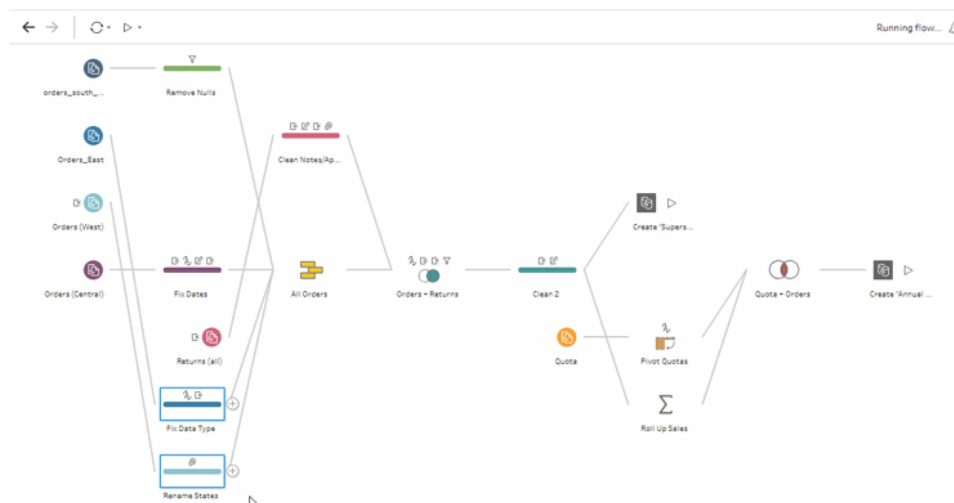 Running flow...
orders_south_...
Remove Nulls
Orders_East
Clean Notes/Ap...
Orders (West)
Create 'Supers...
Orders (Central)
Fix Dates
All Orders
Orders + Returns
Clean 2
Quota + Orders
Create 'Annual ...
Returns (all)
Quota
Pivot Quotas
Fix Data Type
Roll Up Sales
Rename States